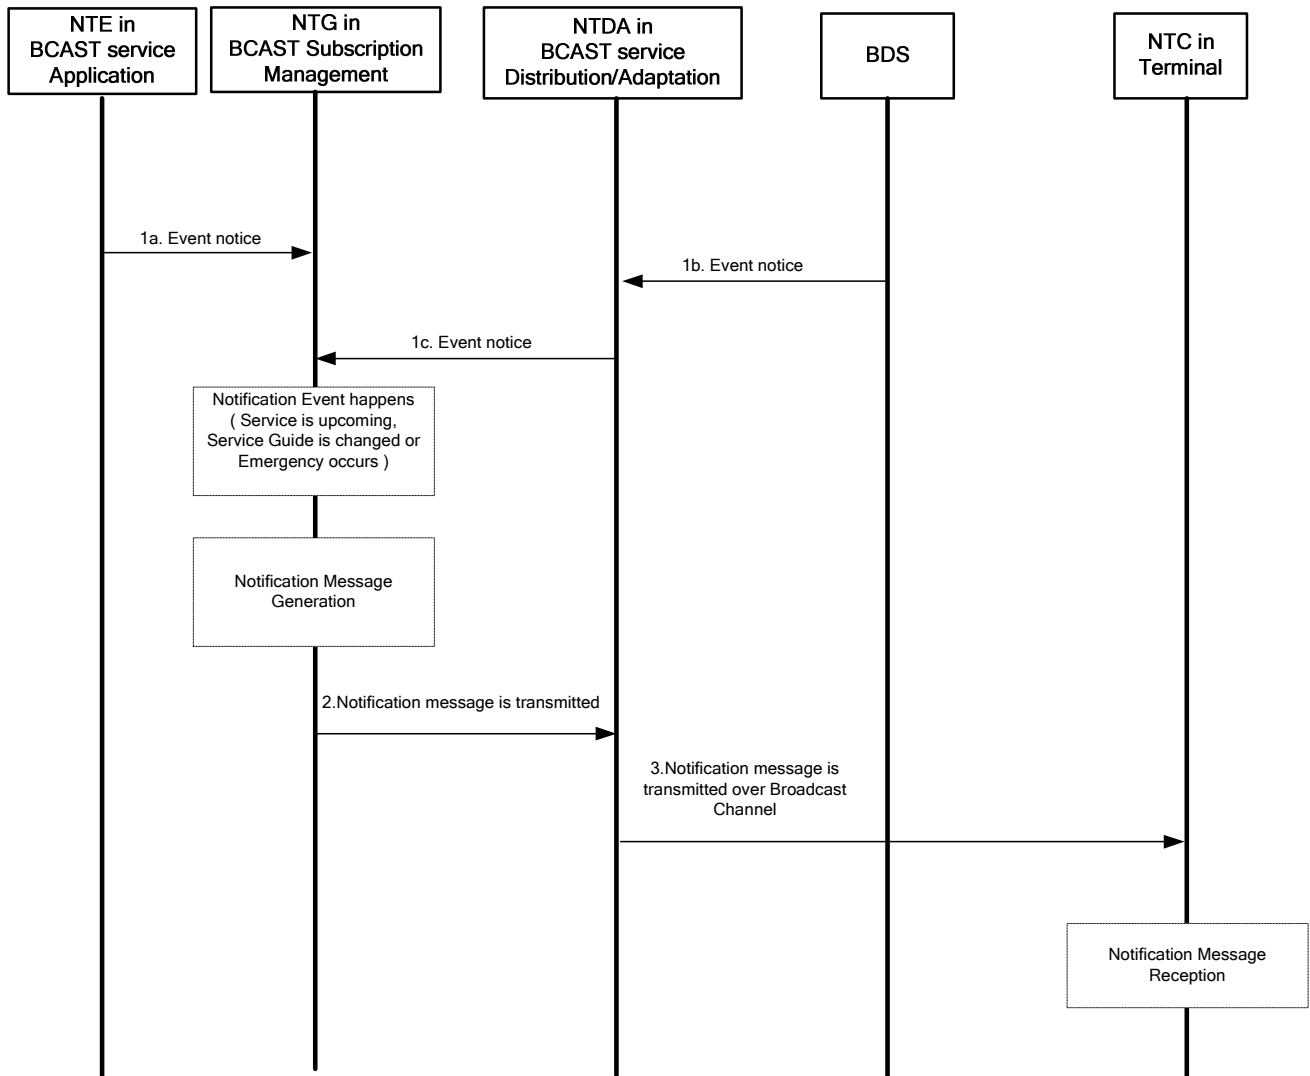 NTE in
BCAST service
Application
NTG in
BCAST Subscription
Management
NTDA in
BCAST service
Distribution/Adaptation
BDS
NTC in
Terminal
1a. Event notice
1b. Event notice
1c. Event notice
Notification Event happens
( Service is upcoming,
Service Guide is changed or
Emergency occurs )
Notification Message
Generation
2.Notification message is transmitted
3.Notification message is
transmitted over Broadcast
Channel
Notification Message
Reception